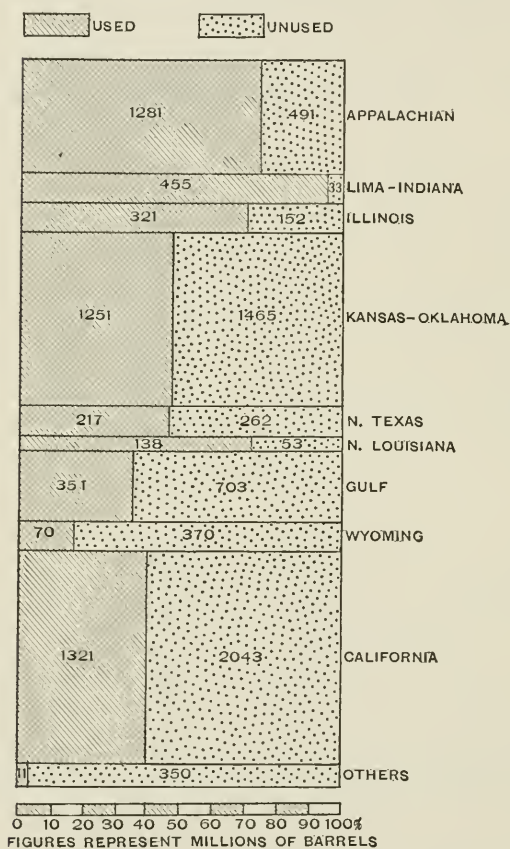 USED UNUSED
1281 491 APPALACHIAN
455 33 LIMA-INDIANA
321 152 ILLINOIS
1251 1465 KANSAS-OKLAHOMA
217 262 N. TEXAS
138 53 N. LOUISIANA
351 703 GULF
70 370 WYOMING
1321 2043 CALIFORNIA
11 350 OTHERS
0 10 20 30 40 50 60 70 80 90 100%
FIGURES REPRESENT MILLIONS OF BARRELS